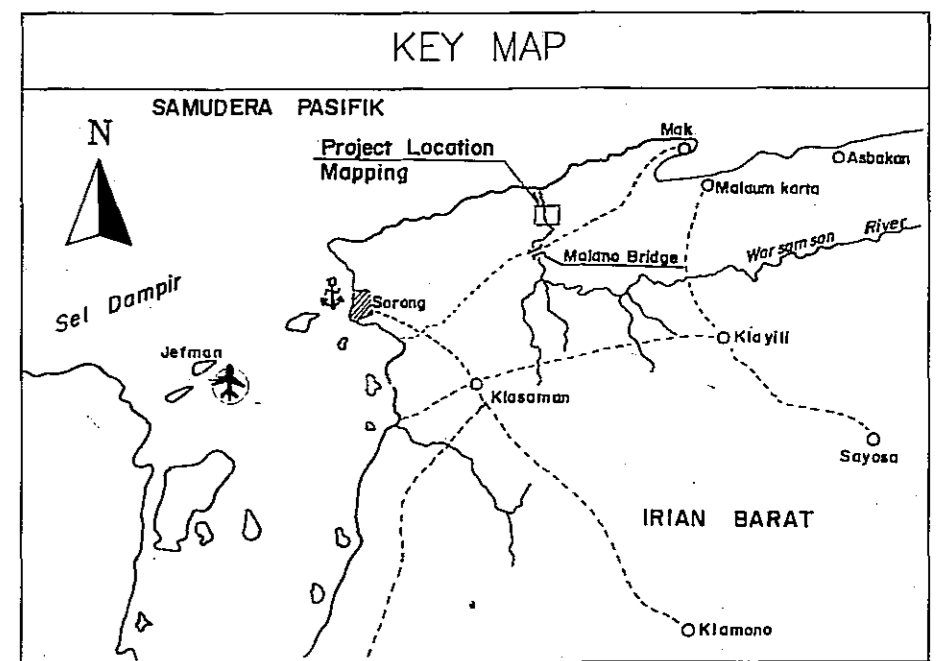 KEY MAP
SAMUDERA PASIFIK
N
Project Location
Mapping
Mak
Asbakan
Malaum karta
Warsamson River
Malano Bridge
Sorong
Sel Dampir
Jefman
Klayili
Klasaman
Sayosa
IRIAN BARAT
Klamono